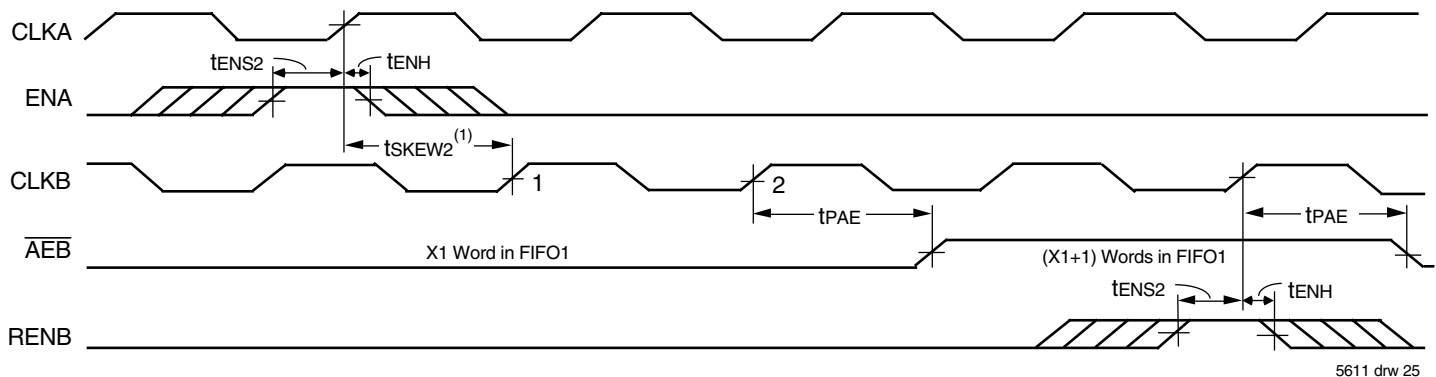 CLKA
tENS2 tENH
ENA
tSKEW2(1)
CLKB 1 2
tPAE tPAE
AEB X1 Word in FIFO1 (X1+1) Words in FIFO1
tENS2 tENH
RENB
5611 drw 25